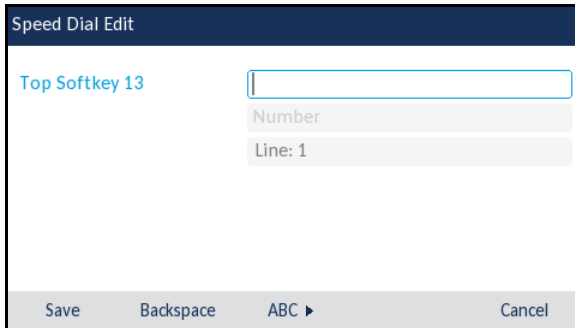 Speed Dial Edit
Top Softkey 13
Number
Line: 1
Save Backspace ABC ▸ Cancel